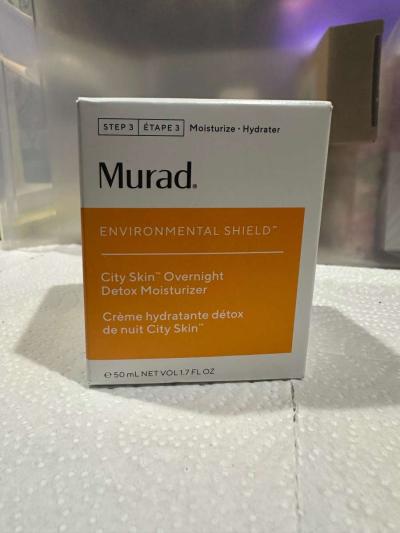 STEP 3 ÉTAPE 3 Moisturize • Hydrater
Murad.
ENVIRONMENTAL SHIELD™
City Skin™ Overnight
Detox Moisturizer
Crème hydratante détox
de nuit City Skin™
℮ 50 mL NET VOL 1.7 FL OZ